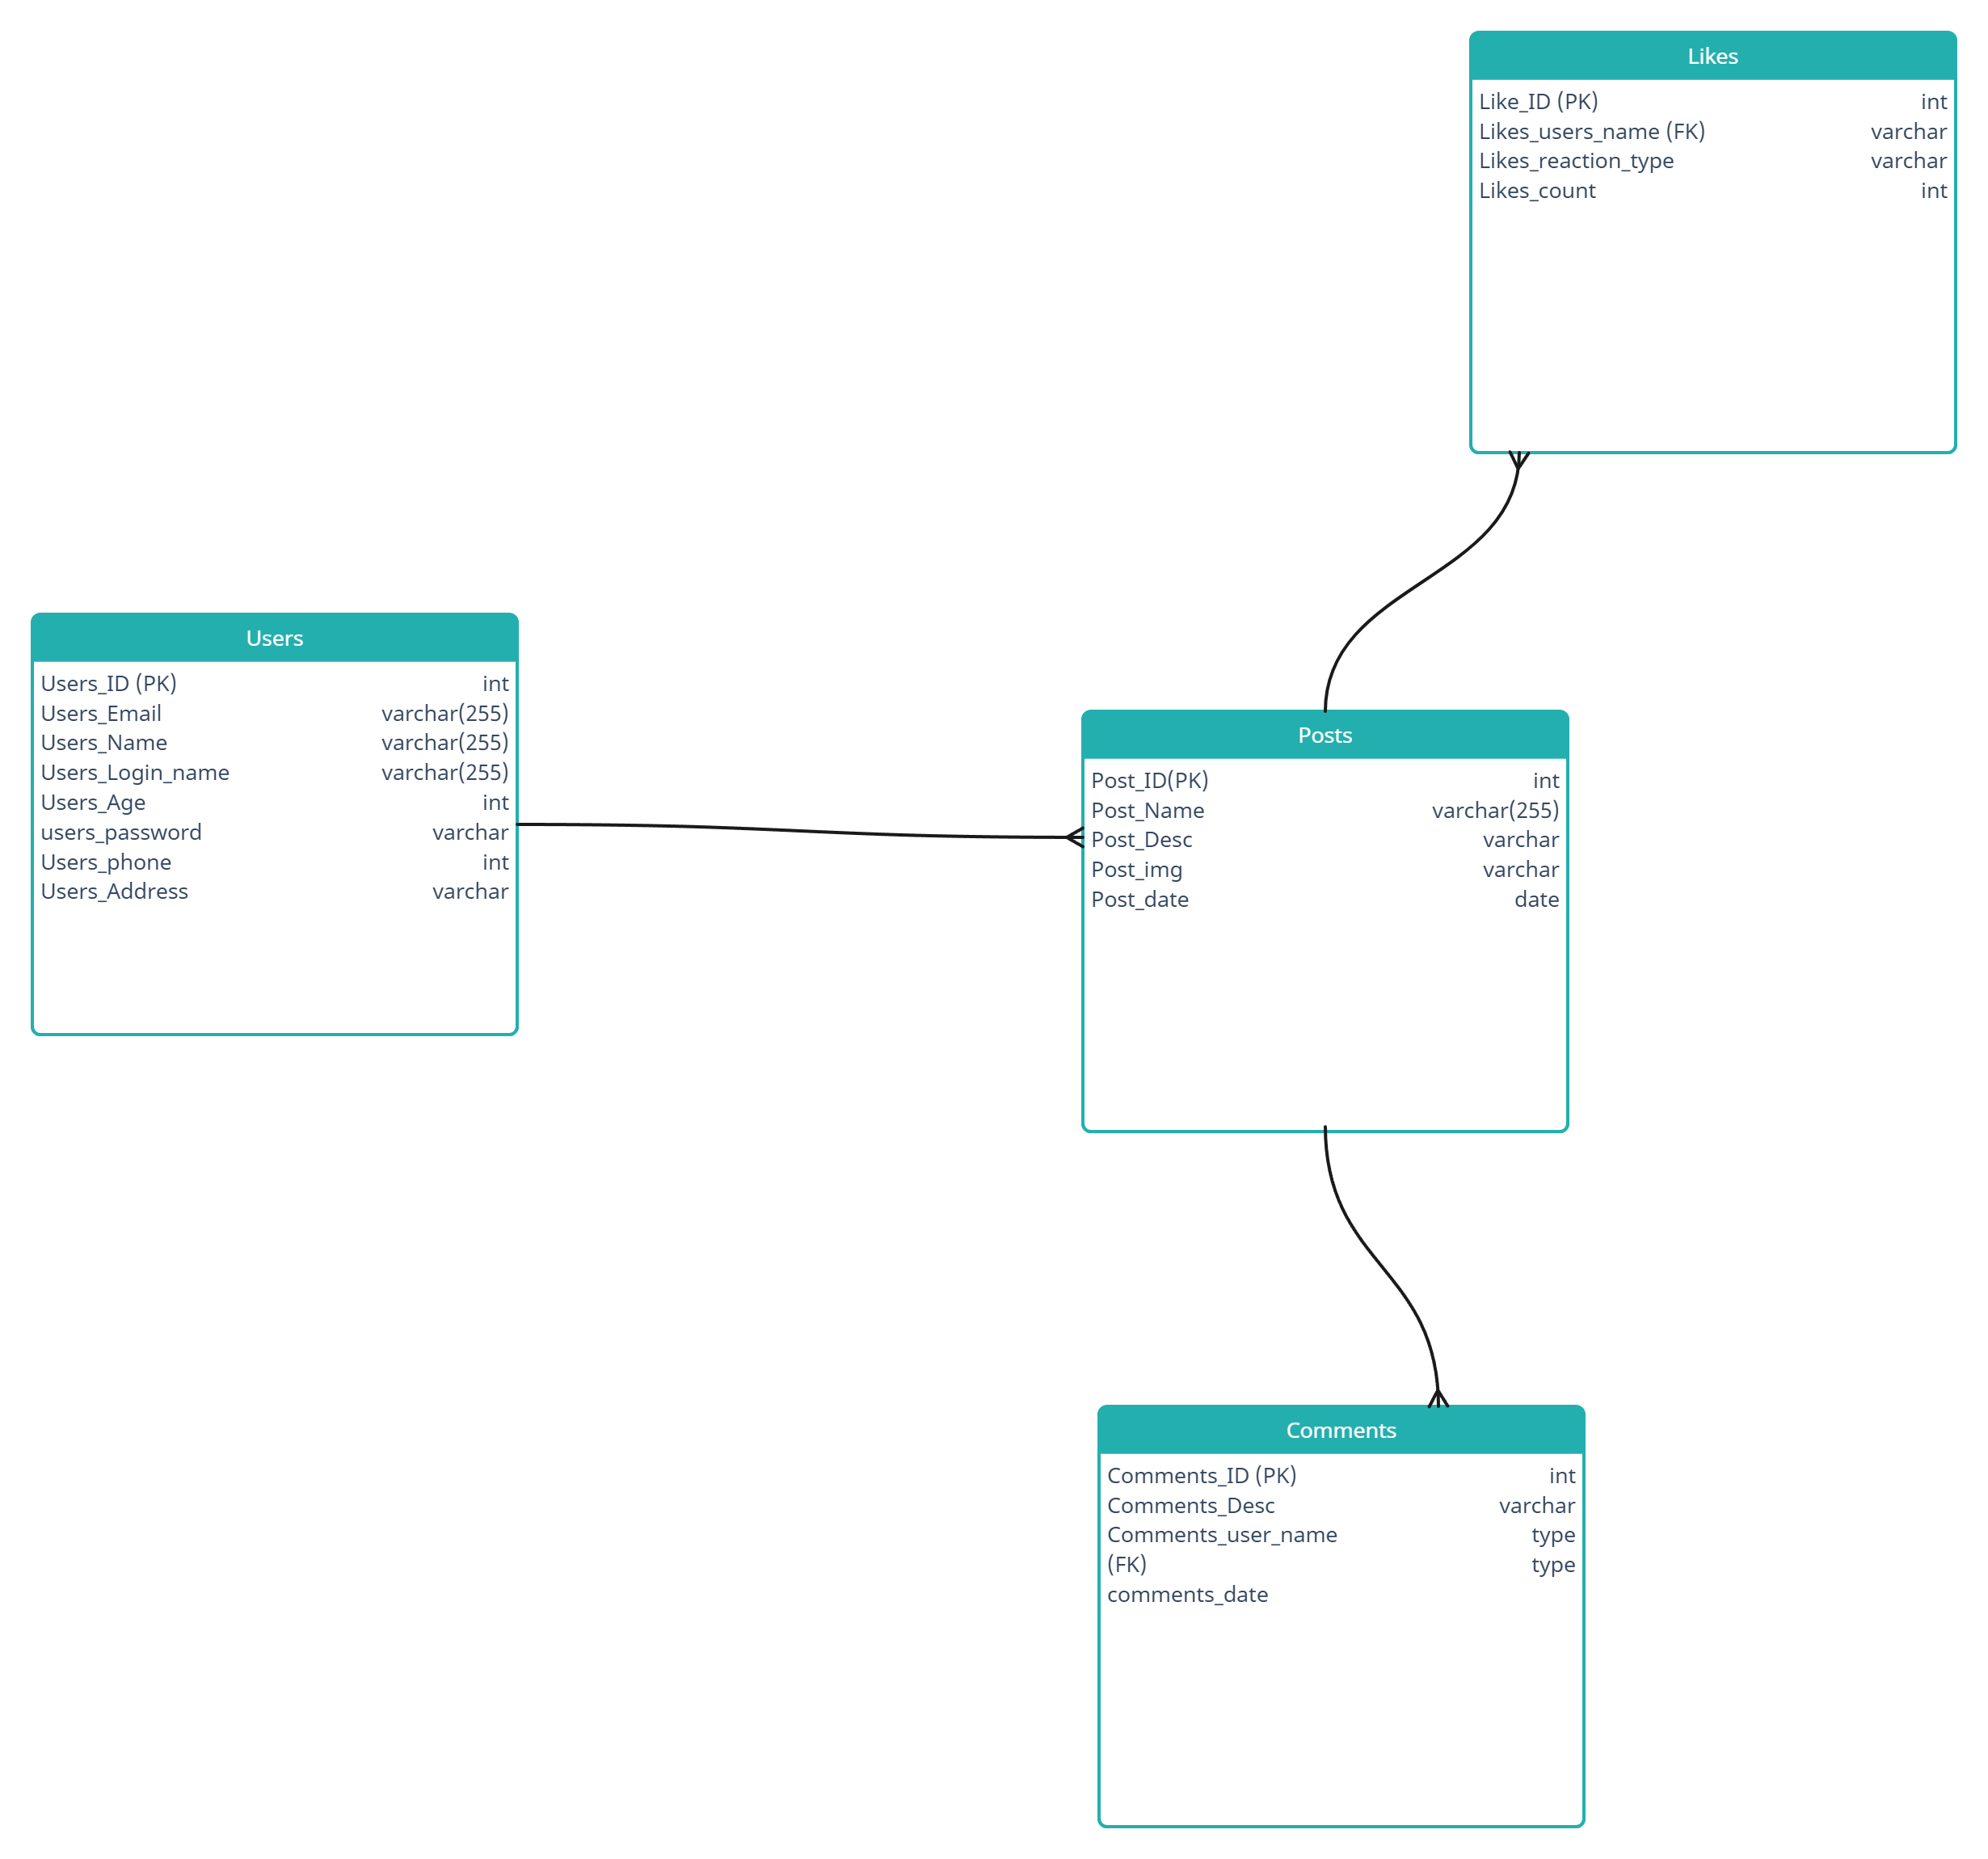 Likes
Like_ID (PK) int
Likes_users_name (FK) varchar
Likes_reaction_type varchar
Likes_count int
Users
Users_ID (PK) int
Users_Email varchar(255)
Users_Name varchar(255)
Users_Login_name varchar(255)
Users_Age int
users_password varchar
Users_phone int
Users_Address varchar
Posts
Post_ID(PK) int
Post_Name varchar(255)
Post_Desc varchar
Post_img varchar
Post_date date
Comments
Comments_ID (PK) int
Comments_Desc varchar
Comments_user_name type
(FK) type
comments_date